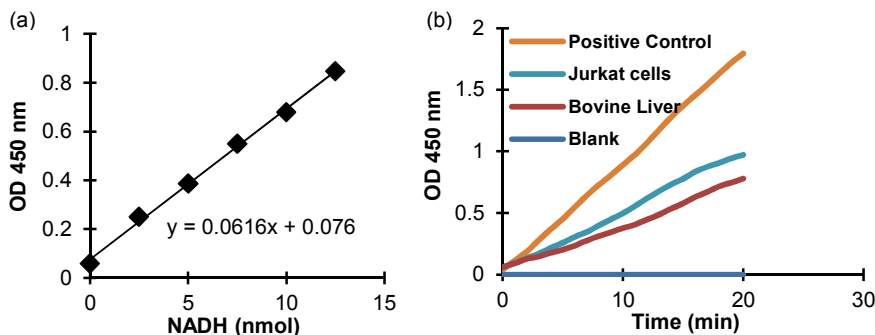 (a)
OD 450 nm
1
0.8
0.6
0.4
0.2
0
y = 0.0616x + 0.076
0
5
10
15
NADH (nmol)
(b)
OD 450 nm
2
1.5
1
0.5
0
Positive Control
Jurkat cells
Bovine Liver
Blank
0
10
20
30
Time (min)